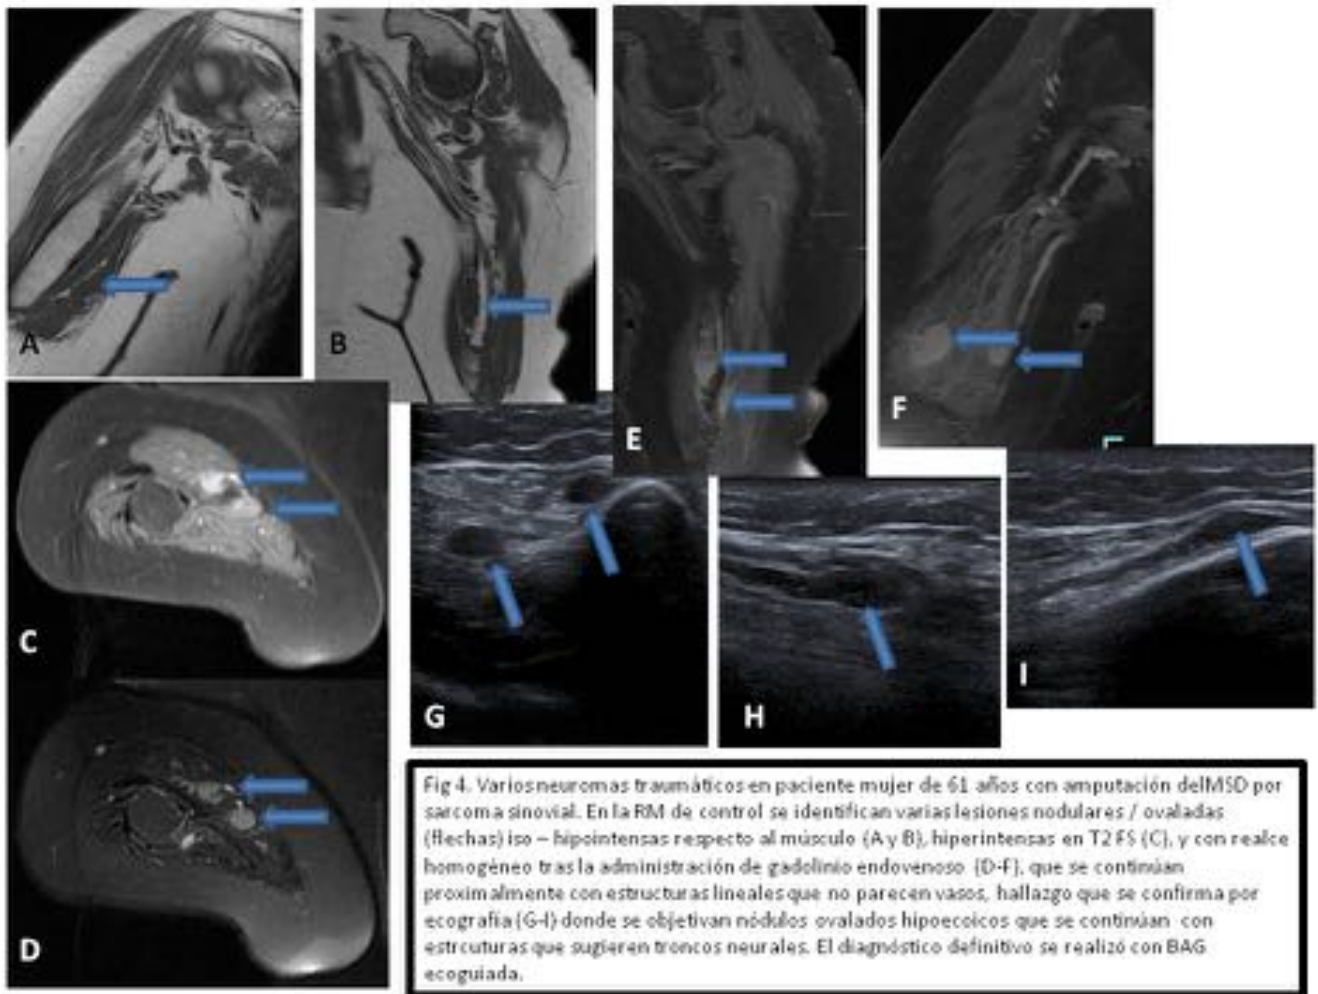 A
B
E
F
C
G
H
I
D
Fig 4. Varios neuromas traumáticos en paciente mujer de 61 años con amputación delMSD por
sarcoma sinovial. En la RM de control se identifican varias lesiones nodulares / ovaladas
(flechas) iso – hipointensas respecto al músculo (A y B), hiperintensas en T2 FS (C), y con realce
homogéneo tras la administración de gadolinio endovenoso (D-F), que se continúan
proximalmente con estructuras lineales que no parecen vasos, hallazgo que se confirma por
ecografía (G-I) donde se objetivan nódulos ovalados hipoecoicos que se continúan con
estrcuturas que sugieren troncos neurales. El diagnóstico definitivo se realizó con BAG
ecoguiada.